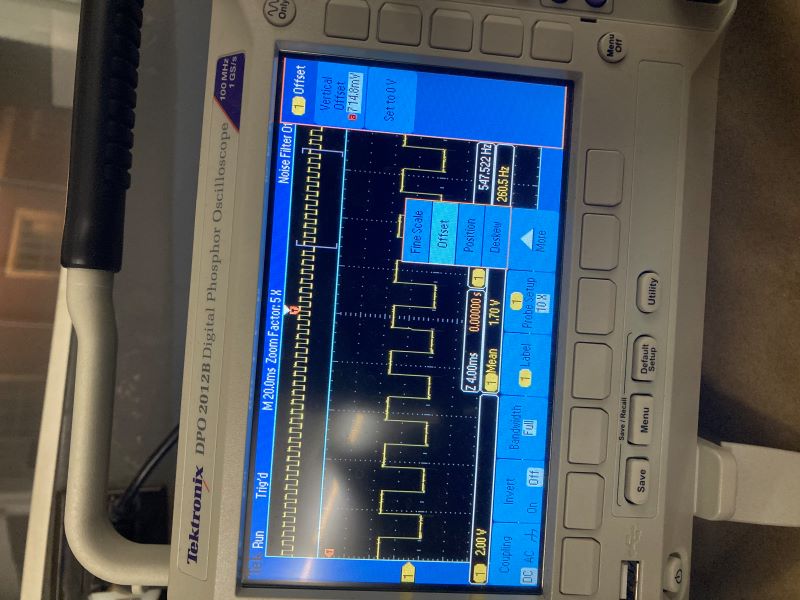 Tektronix DPO 2012B Digital Phosphor Oscilloscope
100 MHz
1 GS/s
Run Trig'd M 20.0ms Zoom Factor: 5 X Noise Filter
Only
1 Offset
Vertical
Offset
a 714.8mV
Set to 0 V
1
Fine Scale
Offset
Position
Deskew
1 2.00 V
Z 4.00ms 0.00000 s
1 Mean 1.70 V
1
547.522 Hz
260.5 Hz
Coupling
DC AC
Invert
On Off
Bandwidth
Full
1 Label
1
Probe Setup
10 X
More
Menu
Off
Save / Recall
Save
Menu
Default
Setup
Utility